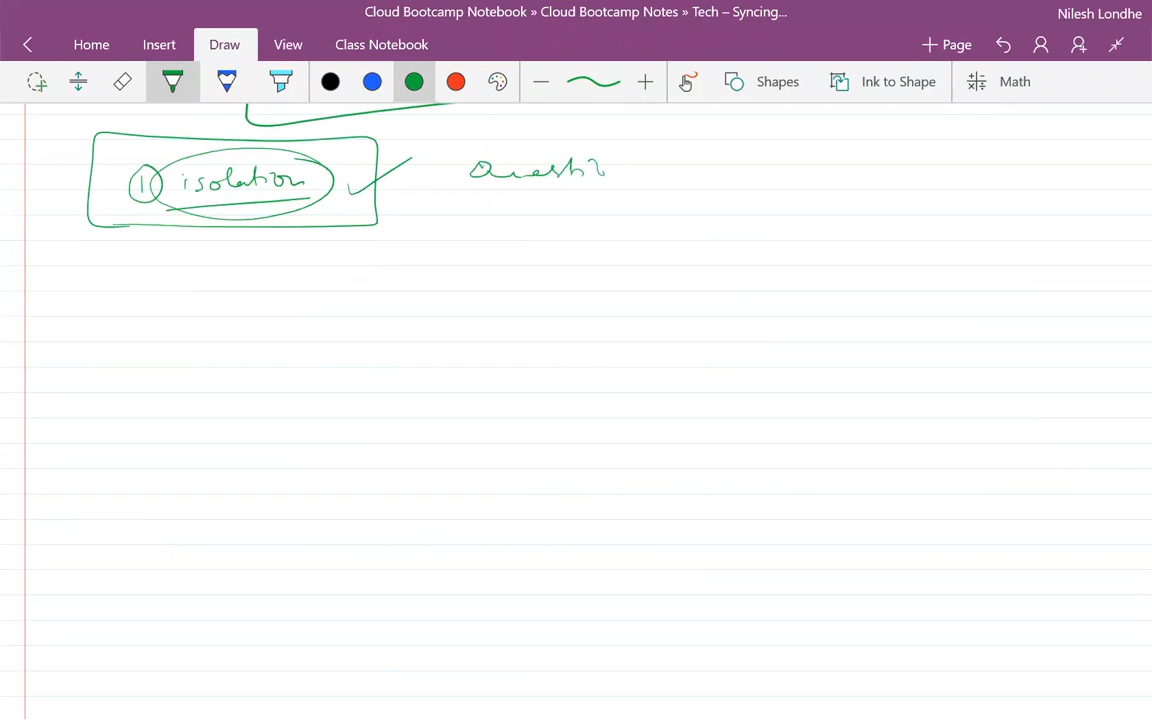 Cloud Bootcamp Notebook » Cloud Bootcamp Notes » Tech – Syncing...
Nilesh Londhe
Home Insert Draw View Class Notebook Page
Shapes Ink to Shape Math
1 isolation Questi